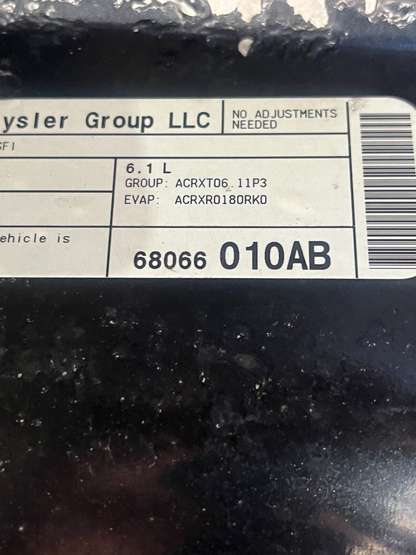 ysler Group LLC
NO ADJUSTMENTS
NEEDED
SFI
6.1 L
GROUP: ACRXT06.11P3
EVAP: ACRXR0180RK0
ehicle is
68066 010AB